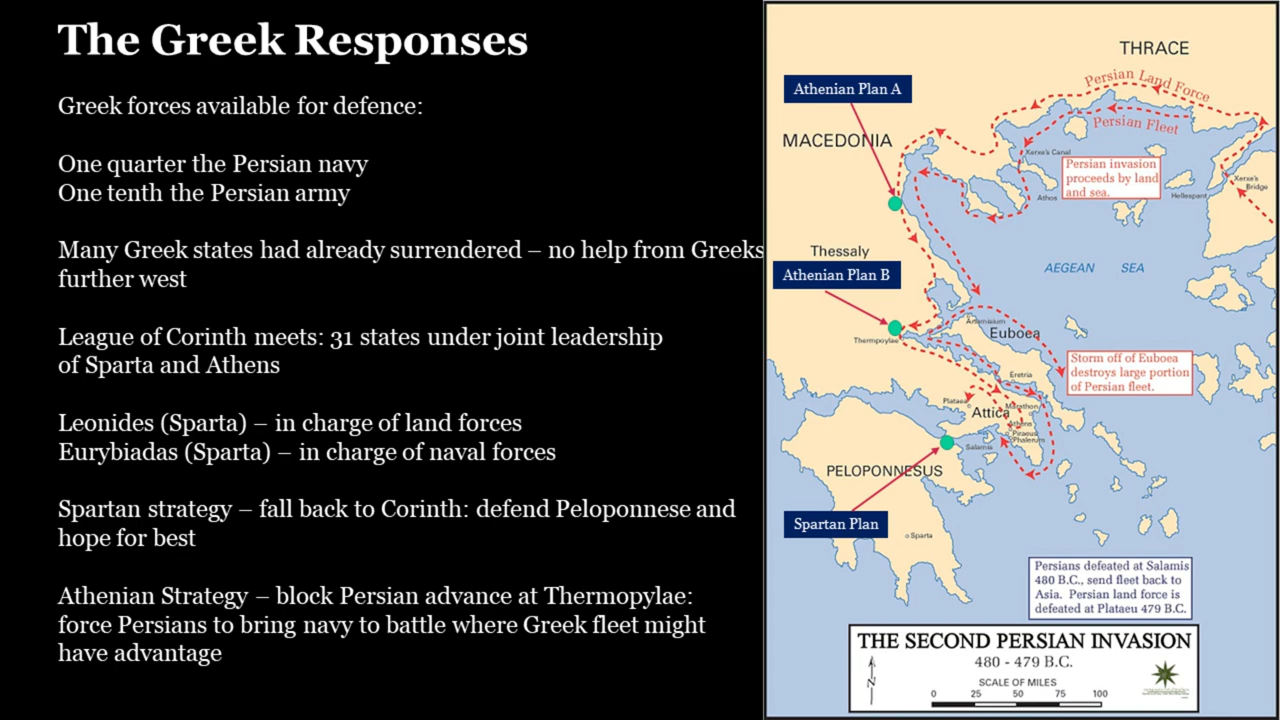 The Greek Responses
Greek forces available for defence:
One quarter the Persian navy
One tenth the Persian army
Many Greek states had already surrendered – no help from Greeks
further west
League of Corinth meets: 31 states under joint leadership
of Sparta and Athens
Leonides (Sparta) – in charge of land forces
Eurybiadas (Sparta) – in charge of naval forces
Spartan strategy – fall back to Corinth: defend Peloponnese and
hope for best
Athenian Strategy – block Persian advance at Thermopylae:
force Persians to bring navy to battle where Greek fleet might
have advantage
THRACE
Persian Land Force
Athenian Plan A
Persian Fleet
MACEDONIA
Xerxe's Canal
Persian invasion
proceeds by land
and sea.
Xerxe's
Bridge
Athos
Hellespont
Thessaly
AEGEAN SEA
Athenian Plan B
Artemisium
Euboea
Thermpoylae
Storm off of Euboea
destroys large portion
of Persian fleet.
Eretria
Plataea
Marathon
Attica
Athens
Piraeus
Phalerum
Salamis
PELOPONNESUS
Spartan Plan
Sparta
Persians defeated at Salamis
480 B.C., send fleet back to
Asia. Persian land force is
defeated at Plataeu 479 B.C.
THE SECOND PERSIAN INVASION
480 - 479 B.C.
SCALE OF MILES
N
0 25 50 75 100